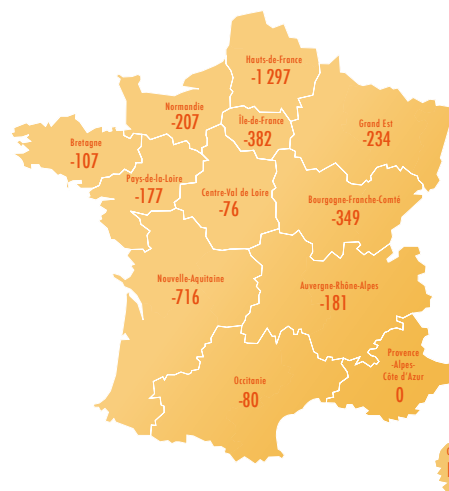 Hauts-de-France
-1 297
Normandie
-207
Île-de-France
-382
Grand Est
-234
Bretagne
-107
Pays-de-la-Loire
-177
Centre-Val de Loire
-76
Bourgogne-Franche-Comté
-349
Nouvelle-Aquitaine
-716
Auvergne-Rhône-Alpes
-181
Provence
-Alpes-
Côte d'Azur
0
Occitanie
-80